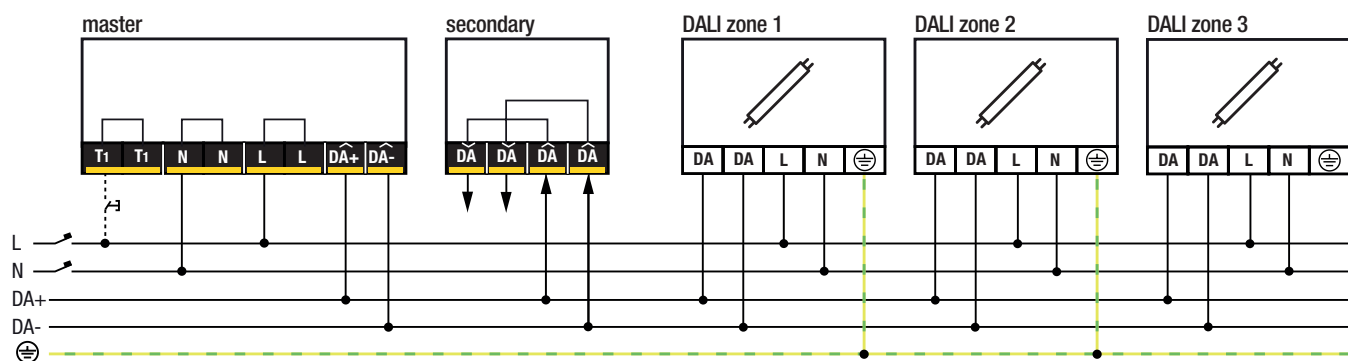 master secondary DALI zone 1 DALI zone 2 DALI zone 3
T1 T1 N N L L DA+ DA- DA DA DA DA DA DA L N DA DA L N DA DA L N
L
N
DA+
DA-